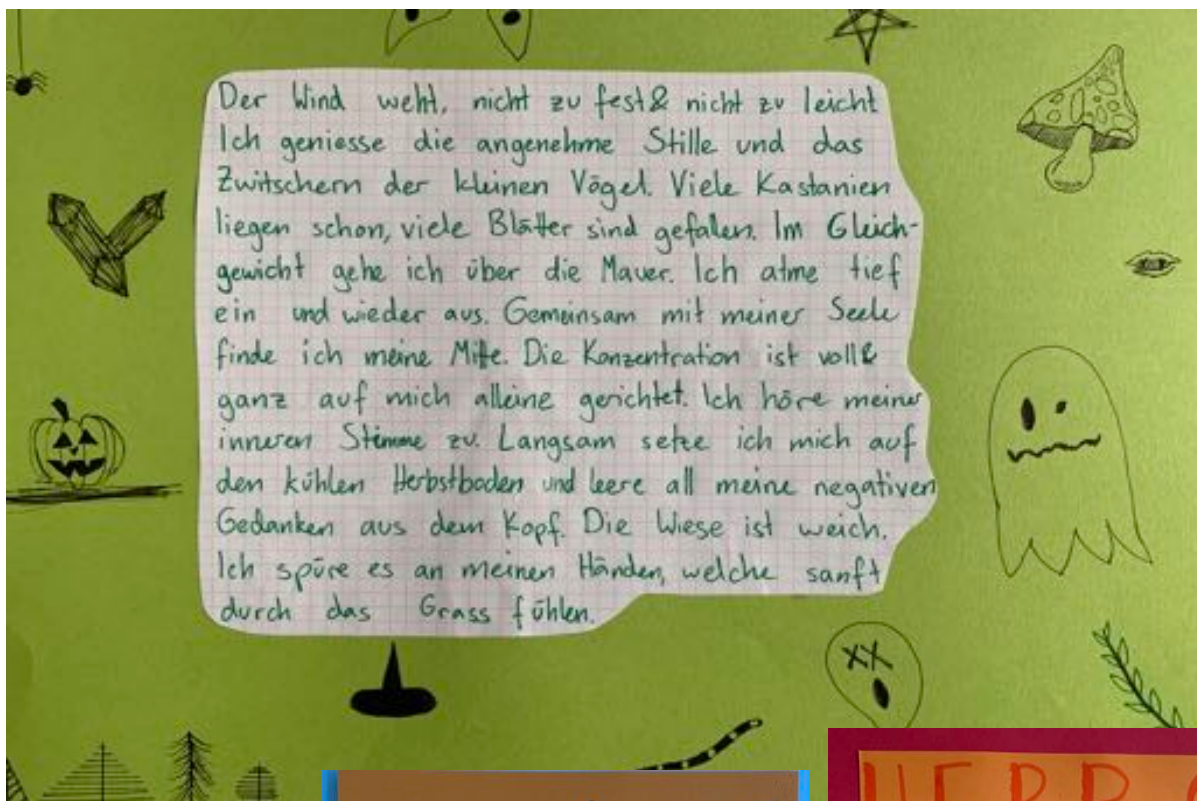 Der Wind weht, nicht zu fest & nicht zu leicht
Ich geniesse die angenehme Stille und das
Zwitschern der kleinen Vögel. Viele Kastanien
liegen schon, viele Blätter sind gefallen. Im Gleich-
gewicht gehe ich über die Mauer. Ich atme tief
ein und wieder aus. Gemeinsam mit meiner Seele
finde ich meine Mitte. Die Konzentration ist voll &
ganz auf mich alleine gerichtet. Ich höre meiner
inneren Stimme zu. Langsam setze ich mich auf
den kühlen Herbstboden und leere all meine negativen
Gedanken aus dem Kopf. Die Wiese ist weich.
Ich spüre es an meinen Händen, welche sanft
durch das Grass fühlen.